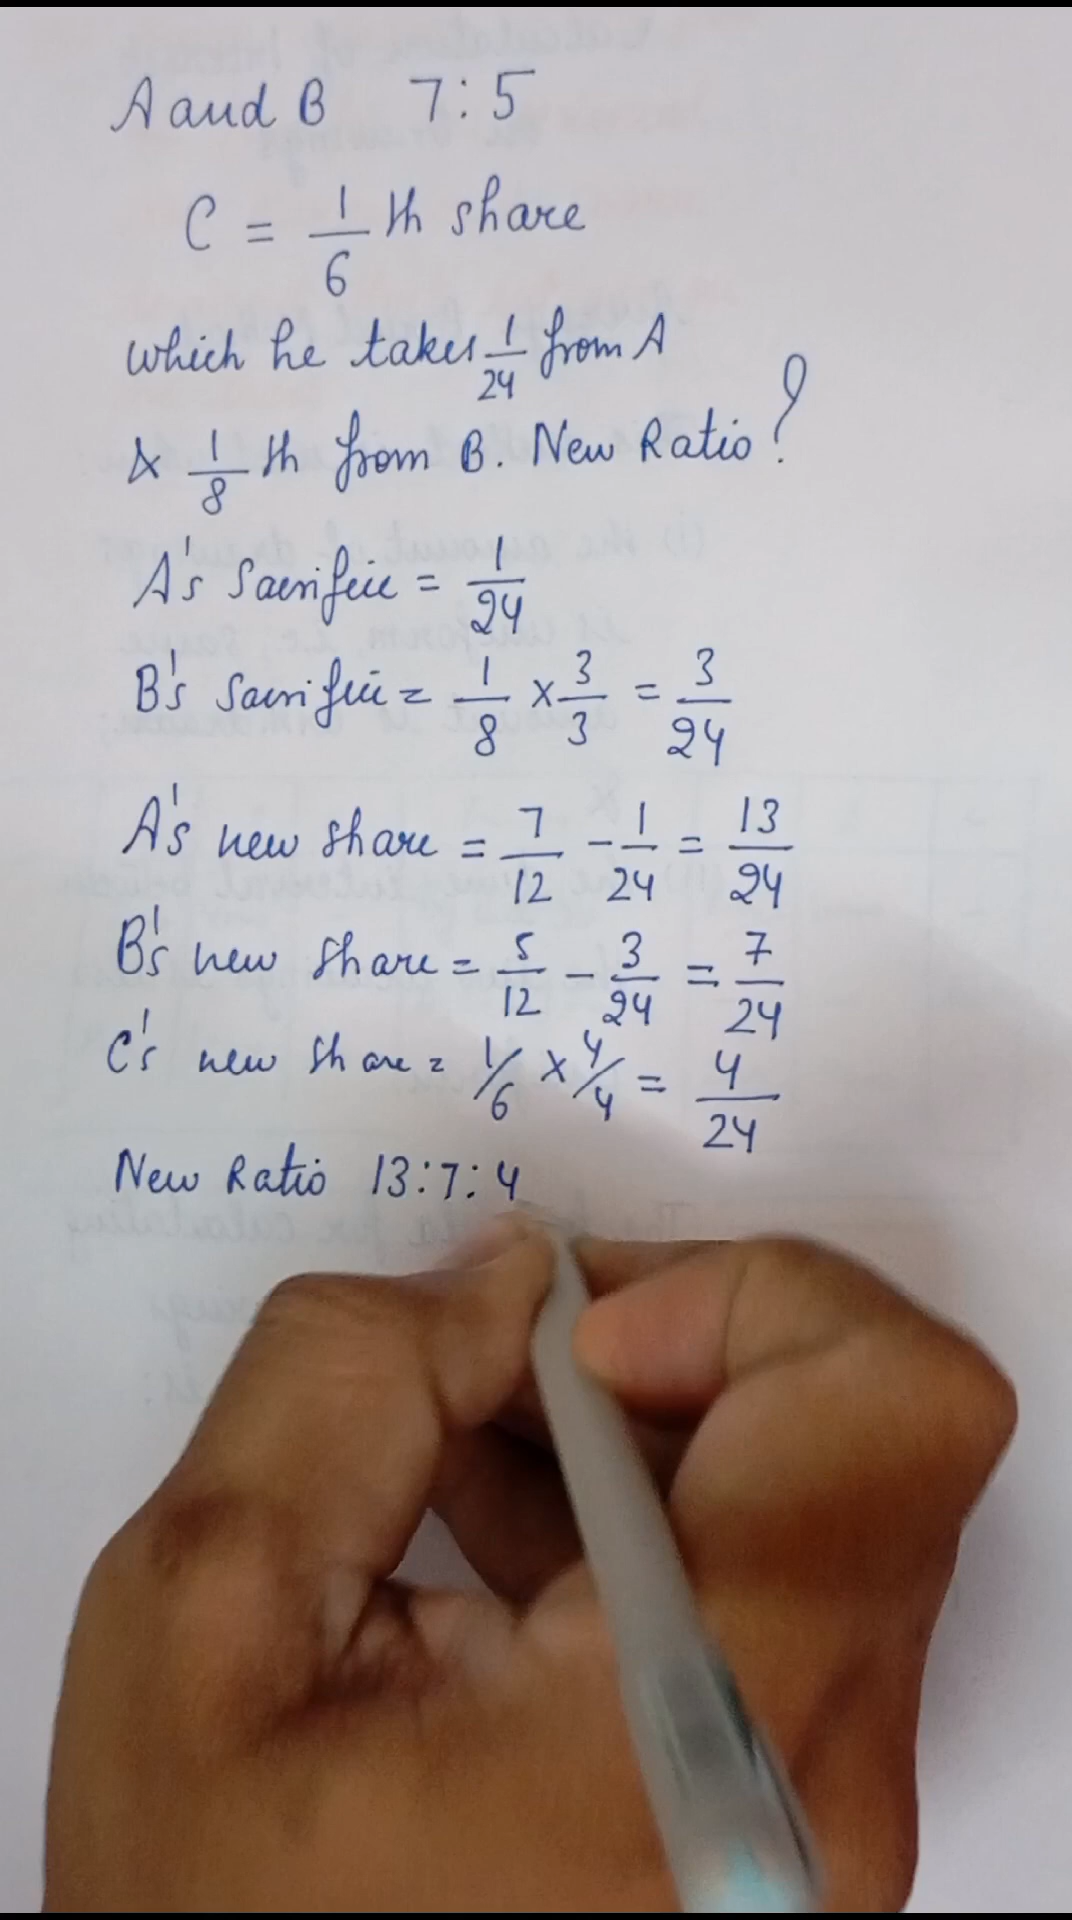 A and B 7:5
C = 1/6 th share
which he takes 1/24 from A
& 1/8 th from B. New Ratio?
A's Sacrifice = 1/24
B's Sacrifice = 1/8 × 3/3 = 3/24
A's new share = 7/12 - 1/24 = 13/24
B's new share = 5/12 - 3/24 = 7/24
C's new share = 1/6 × 4/4 = 4/24
New Ratio 13:7:4